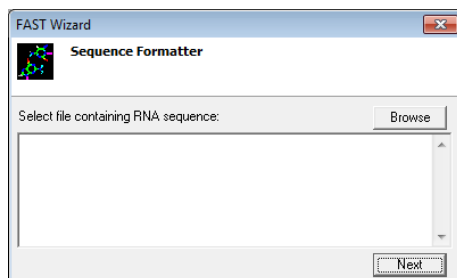 FAST Wizard
Sequence Formatter
Select file containing RNA sequence:
Browse
Next